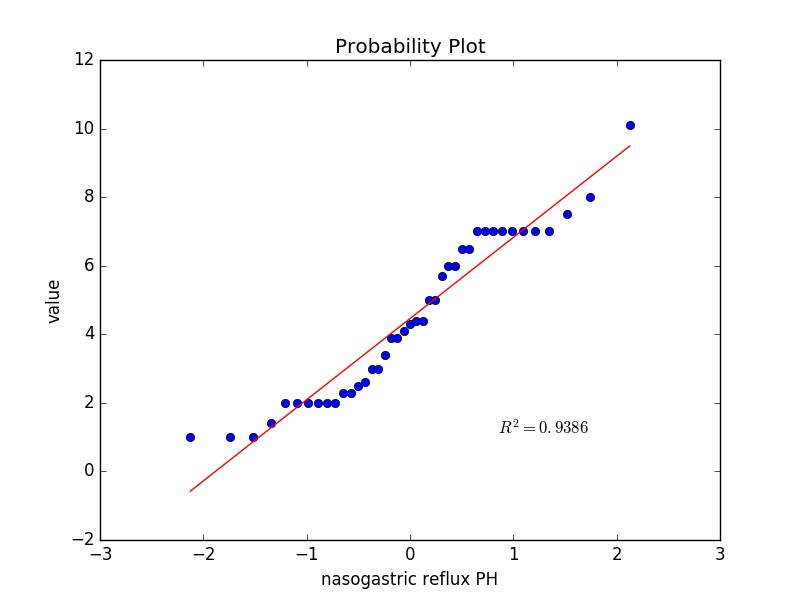 Probability Plot
12
10
8
6
4
2
0
−2
value
−3 −2 −1 0 1 2 3
nasogastric reflux PH
R² = 0.9386